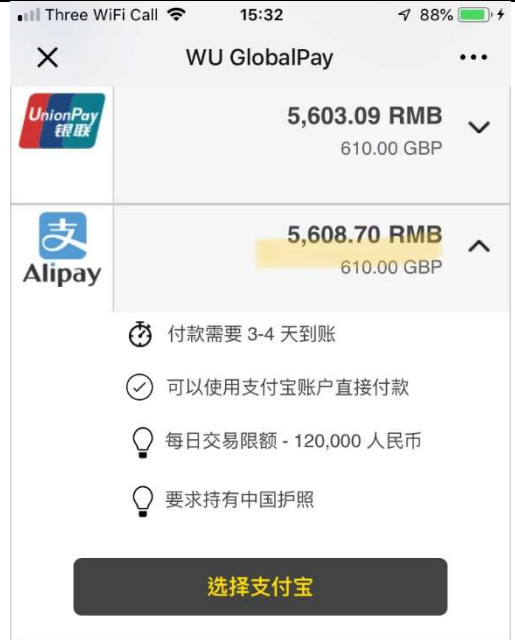 Three WiFi Call 15:32 88%
WU GlobalPay
UnionPay
银联
5,603.09 RMB
610.00 GBP
支
Alipay
5,608.70 RMB
610.00 GBP
付款需要 3-4 天到账
可以使用支付宝账户直接付款
每日交易限额 - 120,000 人民币
要求持有中国护照
选择支付宝